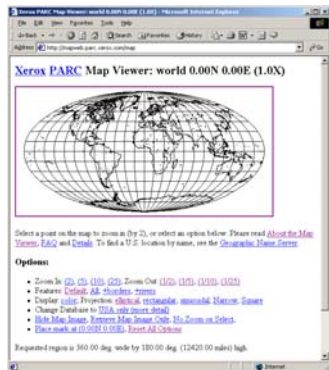 Xerox PARC Map Viewer: world 0.00N 0.00E (1.0X) - Microsoft Internet Explorer
File Edit View Favorites Tools Help
Back Search Favorites History
Address http://mapweb.parc.xerox.com/map Go
Xerox PARC Map Viewer: world 0.00N 0.00E (1.0X)
Select a point on the map to zoom in (by 2), or select an option below. Please read About the Map
Viewer, FAQ and Details. To find a U.S. location by name, see the Geographic Name Server.
Options:
Zoom In: (2), (5), (10), (25); Zoom Out: (1/2), (1/5), (1/10), (1/25)
Features: Default, All; +borders, +rivers
Display: color; Projection: elliptical, rectangular, sinusoidal; Narrow, Square
Change Database to USA only (more detail)
Hide Map Image, Retrieve Map Image Only, No Zoom on Select,
Place mark at (0.00N 0.00E), Reset All Options
Requested region is 360.00 deg. wide by 180.00 deg. (12420.00 miles) high.
Internet